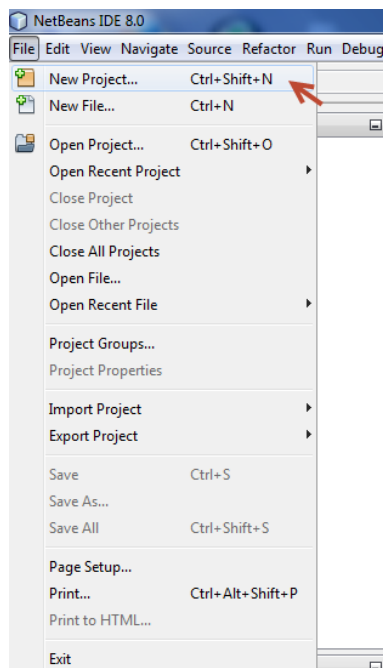 NetBeans IDE 8.0
File Edit View Navigate Source Refactor Run Debug
New Project... Ctrl+Shift+N
New File... Ctrl+N
Open Project... Ctrl+Shift+O
Open Recent Project
Close Project
Close Other Projects
Close All Projects
Open File...
Open Recent File
Project Groups...
Project Properties
Import Project
Export Project
Save Ctrl+S
Save As...
Save All Ctrl+Shift+S
Page Setup...
Print... Ctrl+Alt+Shift+P
Print to HTML...
Exit